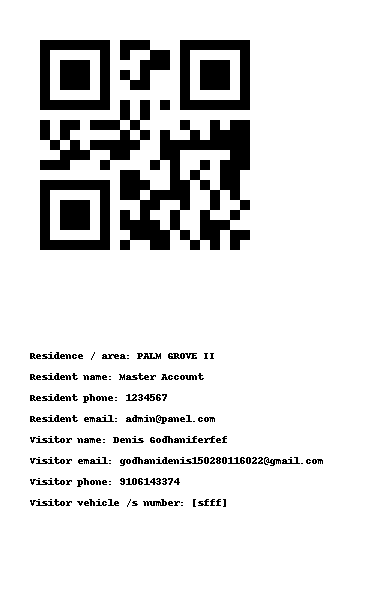 Residence / area: PALM GROVE II
Resident name: Master Account
Resident phone: 1234567
Resident email: admin@panel.com
Visitor name: Denis Godhaniferfef
Visitor email: godhanidenis150280116022@gmail.com
Visitor phone: 9106143374
Visitor vehicle /s number: [sfff]